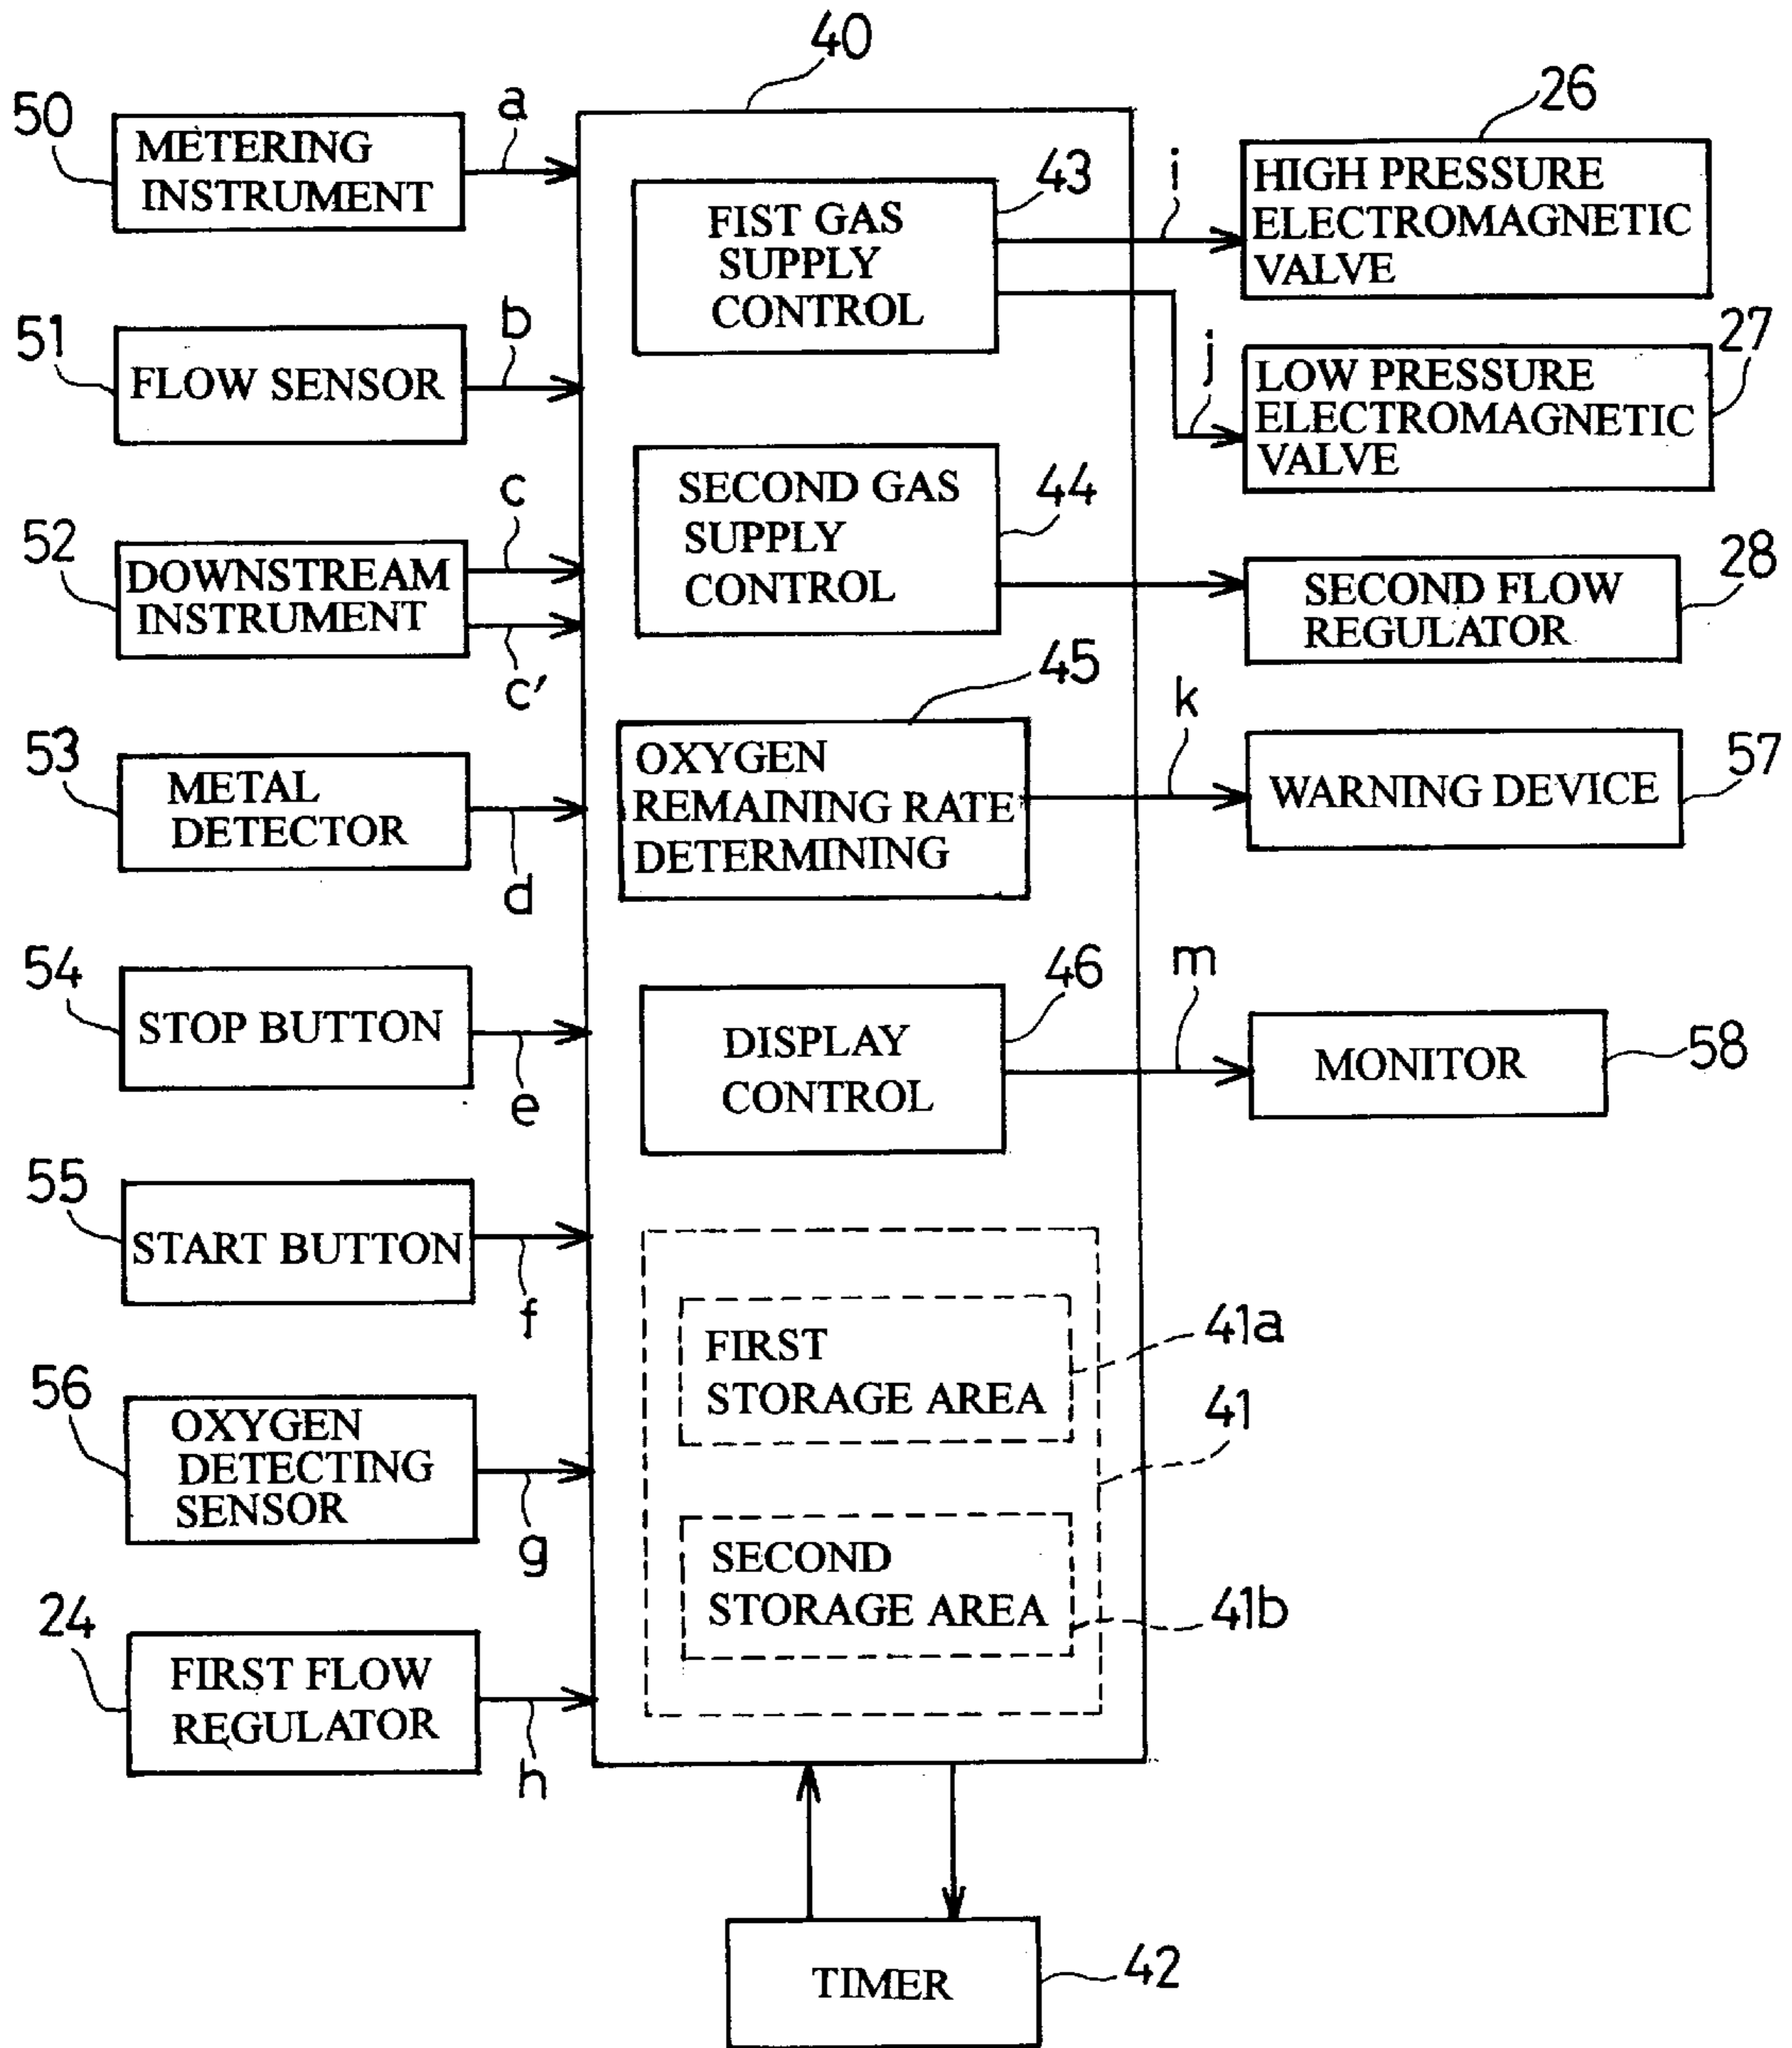 40
50
METERING
INSTRUMENT
a
51
FLOW SENSOR
b
52
DOWNSTREAM
INSTRUMENT
c
c'
53
METAL
DETECTOR
d
54
STOP BUTTON
e
55
START BUTTON
f
56
OXYGEN
DETECTING
SENSOR
g
24
FIRST FLOW
REGULATOR
h
43
FIST GAS
SUPPLY
CONTROL
44
SECOND GAS
SUPPLY
CONTROL
45
OXYGEN
REMAINING RATE
DETERMINING
46
DISPLAY
CONTROL
FIRST
STORAGE AREA
41a
41
SECOND
STORAGE AREA
41b
i
26
HIGH PRESSURE
ELECTROMAGNETIC
VALVE
j
27
LOW PRESSURE
ELECTROMAGNETIC
VALVE
28
SECOND FLOW
REGULATOR
k
57
WARNING DEVICE
m
58
MONITOR
TIMER
42